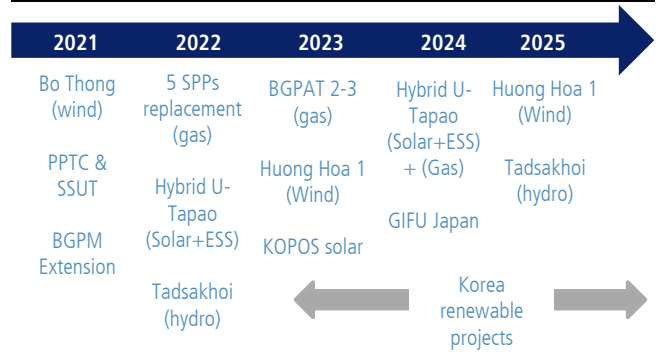 2021 2022 2023 2024 2025
Bo Thong
(wind)
PPTC &
SSUT
BGPM
Extension
5 SPPs
replacement
(gas)
Hybrid U-
Tapao
(Solar+ESS)
Tadsakhoi
(hydro)
BGPAT 2-3
(gas)
Huong Hoa 1
(Wind)
KOPOS solar
Hybrid U-
Tapao
(Solar+ESS)
+ (Gas)
GIFU Japan
Huong Hoa 1
(Wind)
Tadsakhoi
(hydro)
Korea
renewable
projects